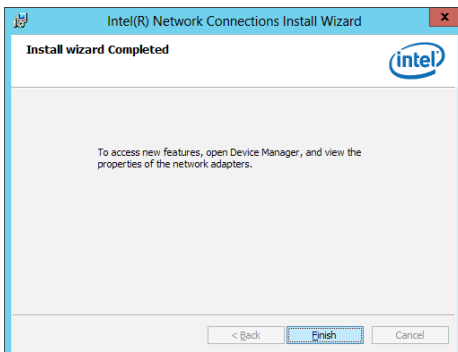 Intel(R) Network Connections Install Wizard
x
Install wizard Completed
intel
To access new features, open Device Manager, and view the
properties of the network adapters.
< Back
Finish
Cancel